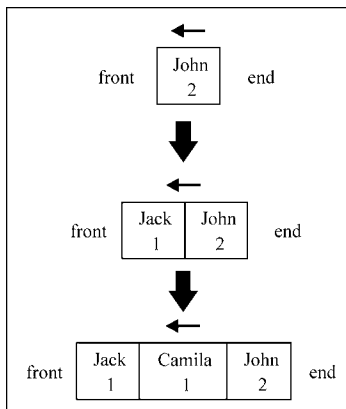 John
front 2 end
Jack John
front 1 2 end
Jack Camila John
front 1 1 2 end